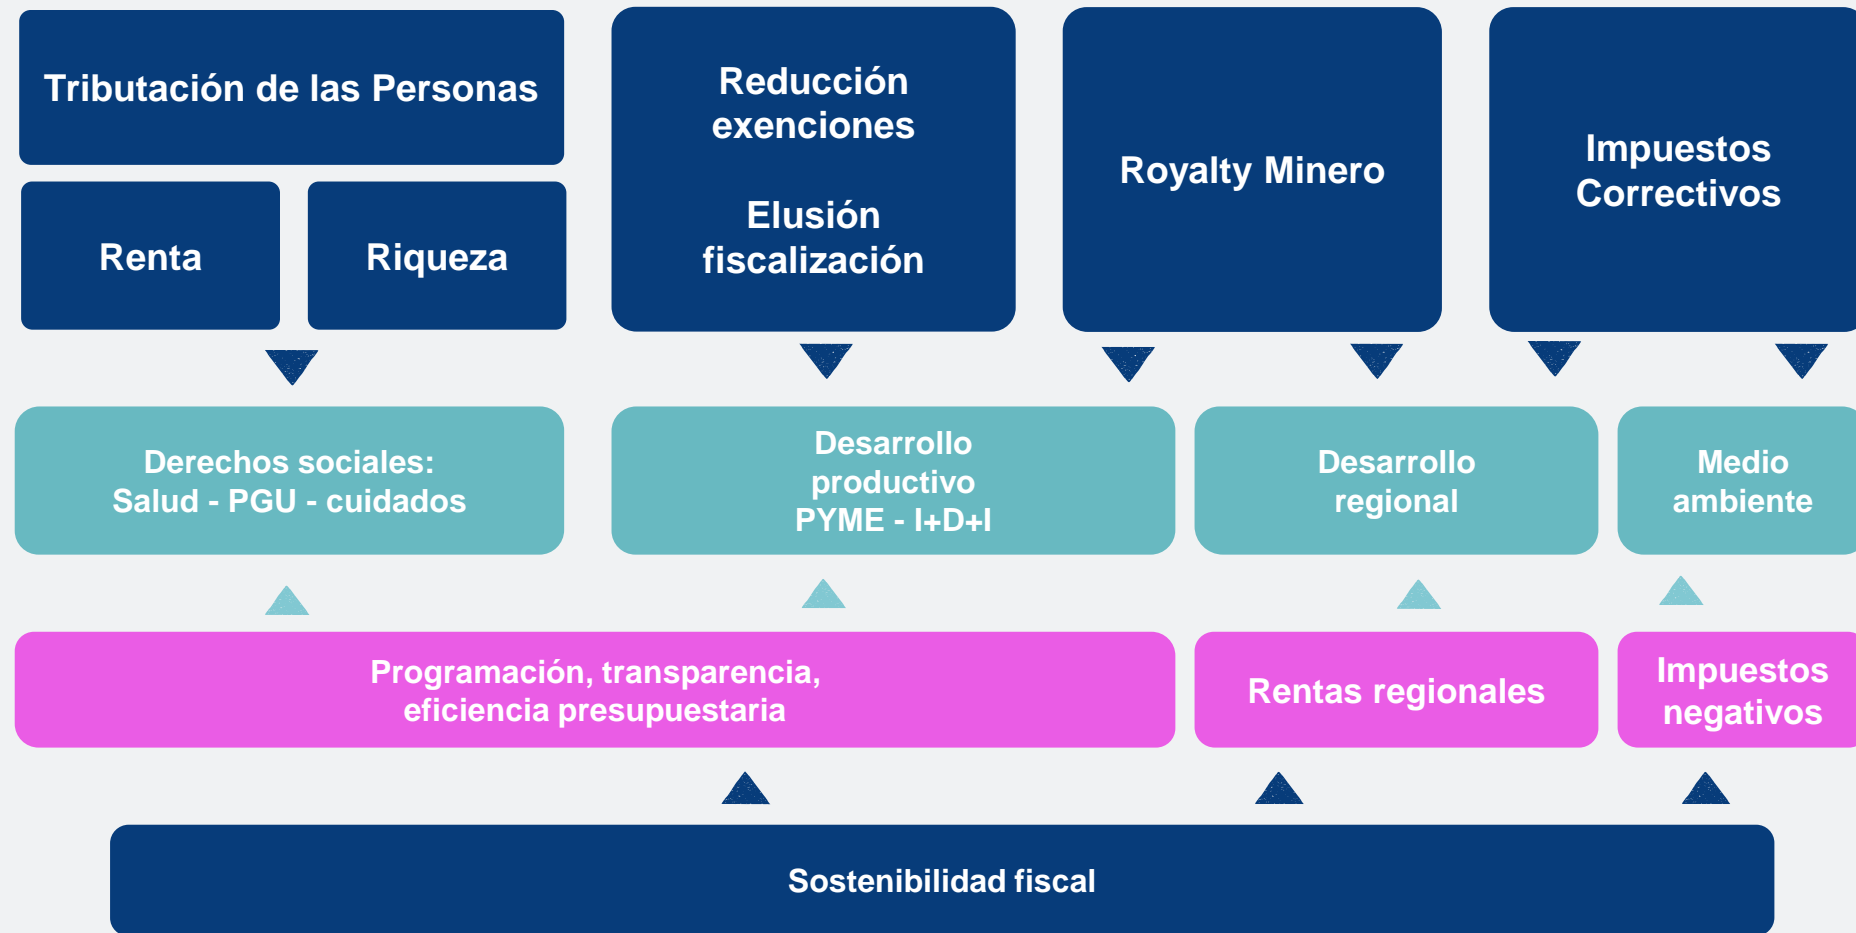 Tributación de las Personas
Renta
Riqueza
Reducción
exenciones
Elusión
fiscalización
Royalty Minero
Impuestos
Correctivos
Derechos sociales:
Salud - PGU - cuidados
Desarrollo
productivo
PYME - I+D+I
Desarrollo
regional
Medio
ambiente
Programación, transparencia,
eficiencia presupuestaria
Rentas regionales
Impuestos
negativos
Sostenibilidad fiscal